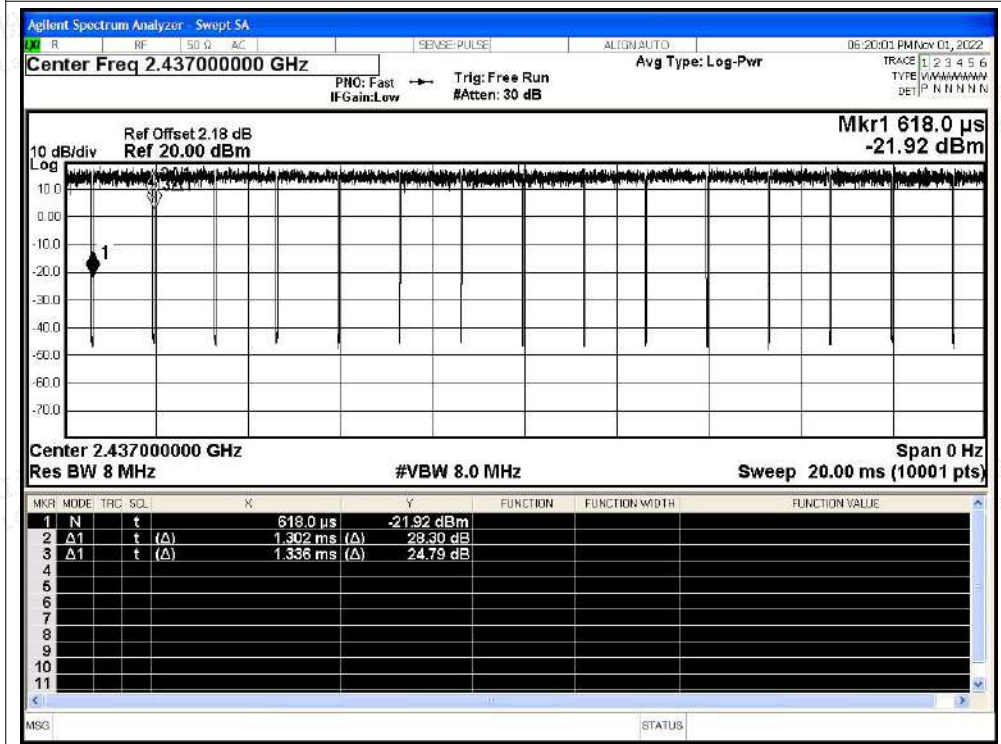 Agilent Spectrum Analyzer - Swept SA
LXI R RF 50 Ω AC SENSE:PULSE ALIGNAUTO 06:20:01 PM Nov 01, 2022
Center Freq 2.437000000 GHz
PNO: Fast
IFGain:Low
Trig: Free Run
#Atten: 30 dB
Avg Type: Log-Pwr
TRACE 1 2 3 4 5 6
TYPE
DET P N N N N N
Mkr1 618.0 µs
-21.92 dBm
Ref Offset 2.18 dB
10 dB/div Ref 20.00 dBm
Log
10.0
0.00
-10.0
-20.0
-30.0
-40.0
-50.0
-60.0
-70.0
1
Center 2.437000000 GHz Span 0 Hz
Res BW 8 MHz #VBW 8.0 MHz Sweep 20.00 ms (10001 pts)
MKR MODE TRC SCL X Y FUNCTION FUNCTION WIDTH FUNCTION VALUE
1 N t 618.0 µs -21.92 dBm
2 Δ1 t (Δ) 1.302 ms (Δ) 28.30 dB
3 Δ1 t (Δ) 1.336 ms (Δ) 24.79 dB
4
5
6
7
8
9
10
11
MSG STATUS